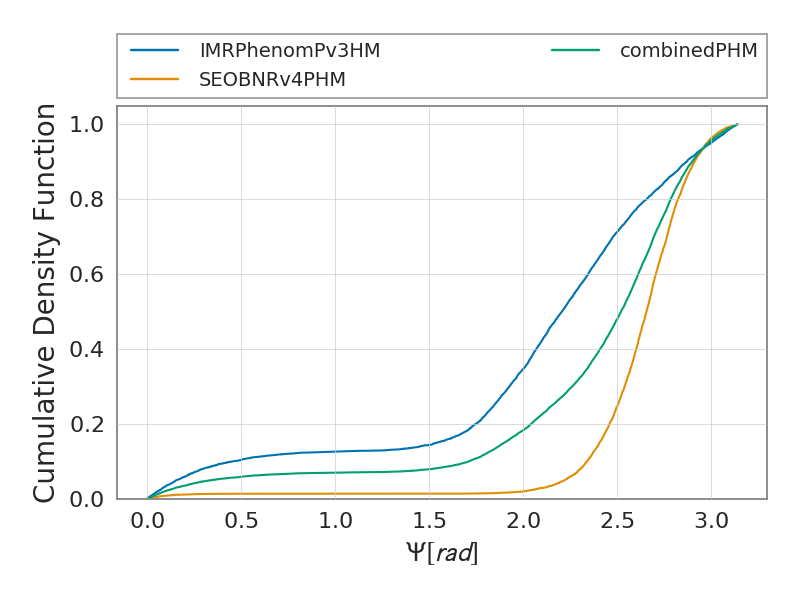 IMRPhenomPv3HM
SEOBNRv4PHM
combinedPHM
Cumulative Density Function
1.0
0.8
0.6
0.4
0.2
0.0
0.0 0.5 1.0 1.5 2.0 2.5 3.0
Ψ[rad]